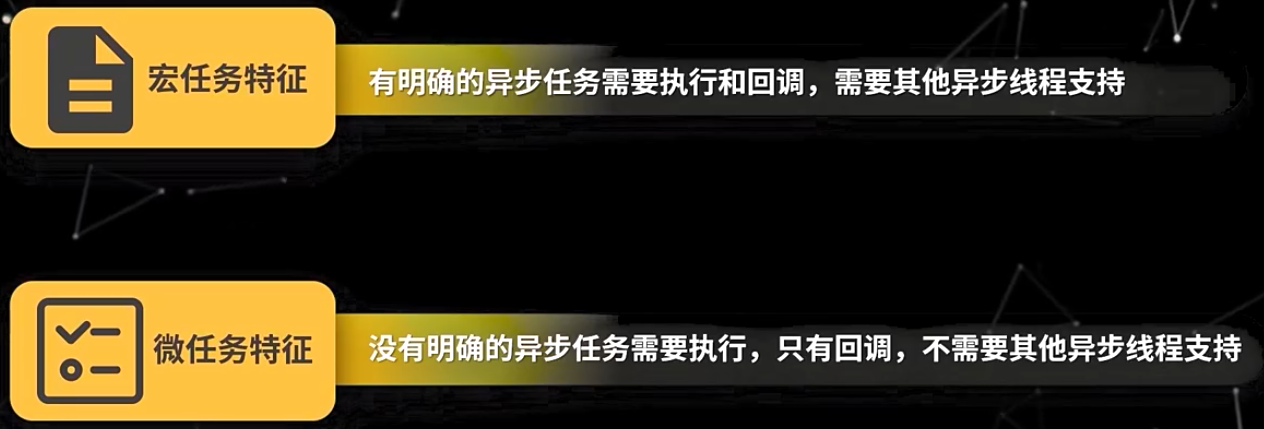 宏任务特征
有明确的异步任务需要执行和回调，需要其他异步线程支持
微任务特征
没有明确的异步任务需要执行，只有回调，不需要其他异步线程支持